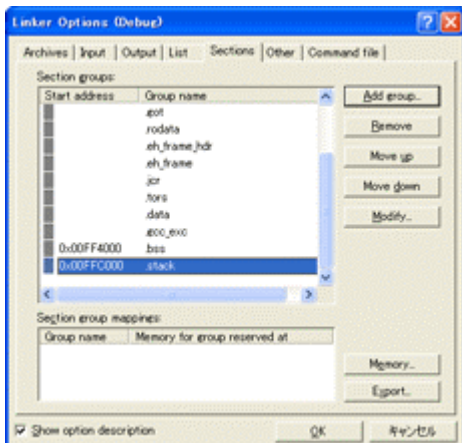 Linker Options (Debug)
Archives Input Output List Sections Other Command file
Section groups:
Start address Group name
.got
.rodata
.eh_frame_hdr
.eh_frame
.jcr
.tors
.data
.gcc_exc
0x00FF4000 .bss
0x00FFC000 .stack
Add group...
Remove
Move up
Move down
Modify...
Section group mappings:
Group name Memory for group reserved at
Memory...
Export...
Show option description
OK
キャンセル